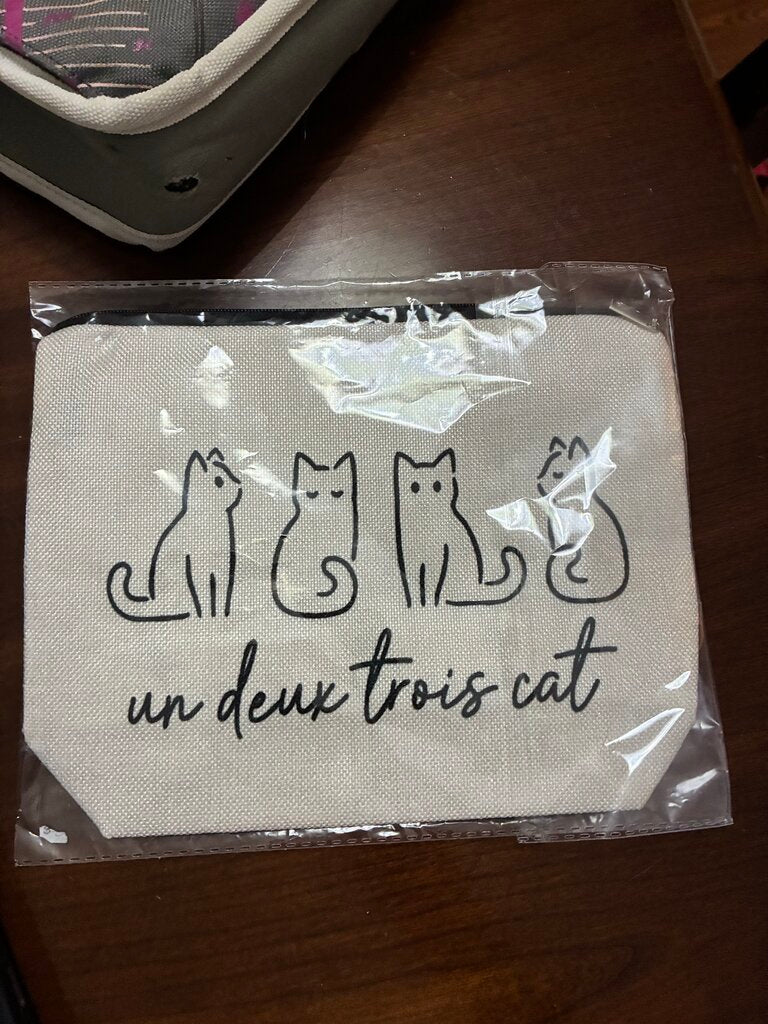 un deux trois cat